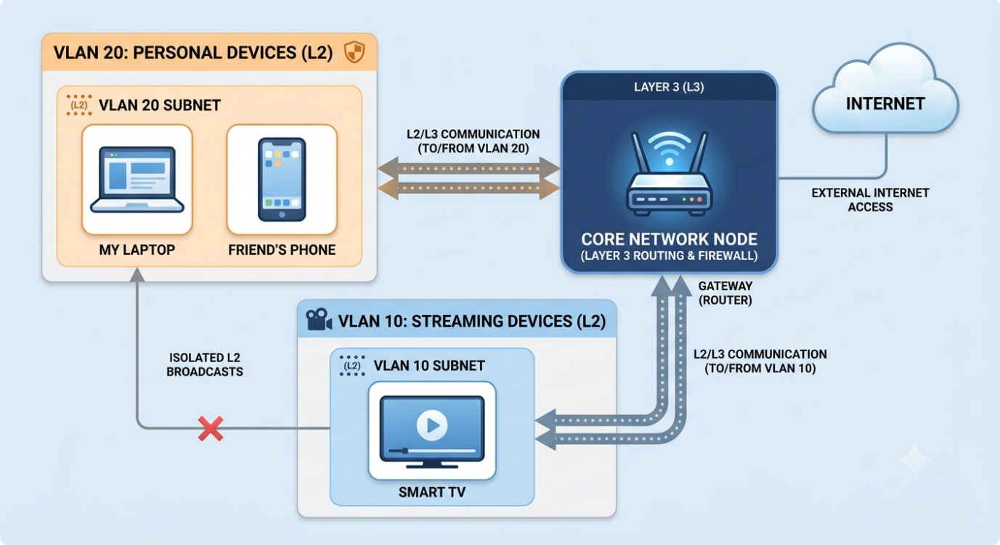 VLAN 20: PERSONAL DEVICES (L2)
(L2) VLAN 20 SUBNET
MY LAPTOP
FRIEND'S PHONE
L2/L3 COMMUNICATION
(TO/FROM VLAN 20)
LAYER 3 (L3)
CORE NETWORK NODE
(LAYER 3 ROUTING & FIREWALL)
INTERNET
EXTERNAL INTERNET
ACCESS
GATEWAY
(ROUTER)
L2/L3 COMMUNICATION
(TO/FROM VLAN 10)
VLAN 10: STREAMING DEVICES (L2)
(L2) VLAN 10 SUBNET
SMART TV
ISOLATED L2
BROADCASTS